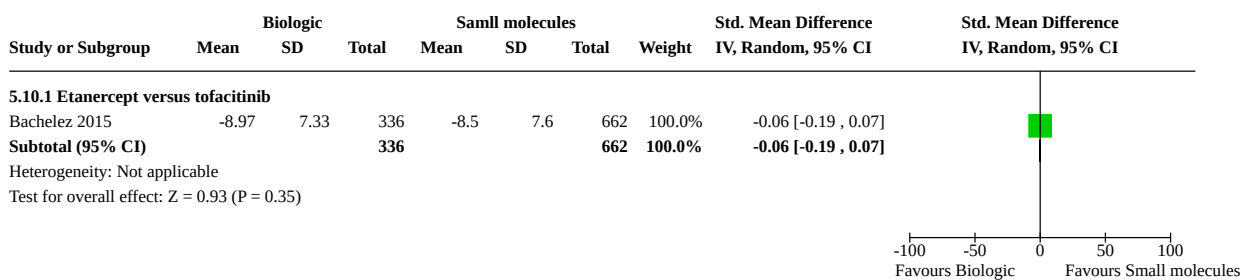 Biologic Samll molecules Std. Mean Difference Std. Mean Difference
Study or Subgroup Mean SD Total Mean SD Total Weight IV, Random, 95% CI IV, Random, 95% CI
5.10.1 Etanercept versus tofacitinib
Bachelez 2015 -8.97 7.33 336 -8.5 7.6 662 100.0% -0.06 [-0.19 , 0.07]
Subtotal (95% CI) 336 662 100.0% -0.06 [-0.19 , 0.07]
Heterogeneity: Not applicable
Test for overall effect: Z = 0.93 (P = 0.35)
-100 -50 0 50 100
Favours Biologic Favours Small molecules